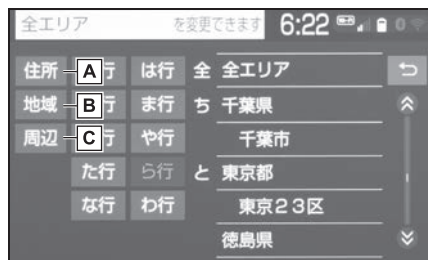 全エリア を変更できます 6:22
住所 A 行 は行 全 全エリア
地域 B 行 ま行 ち 千葉県
周辺 C 行 や行 千葉市
た行 ら行 と 東京都
な行 わ行 東京23区
徳島県